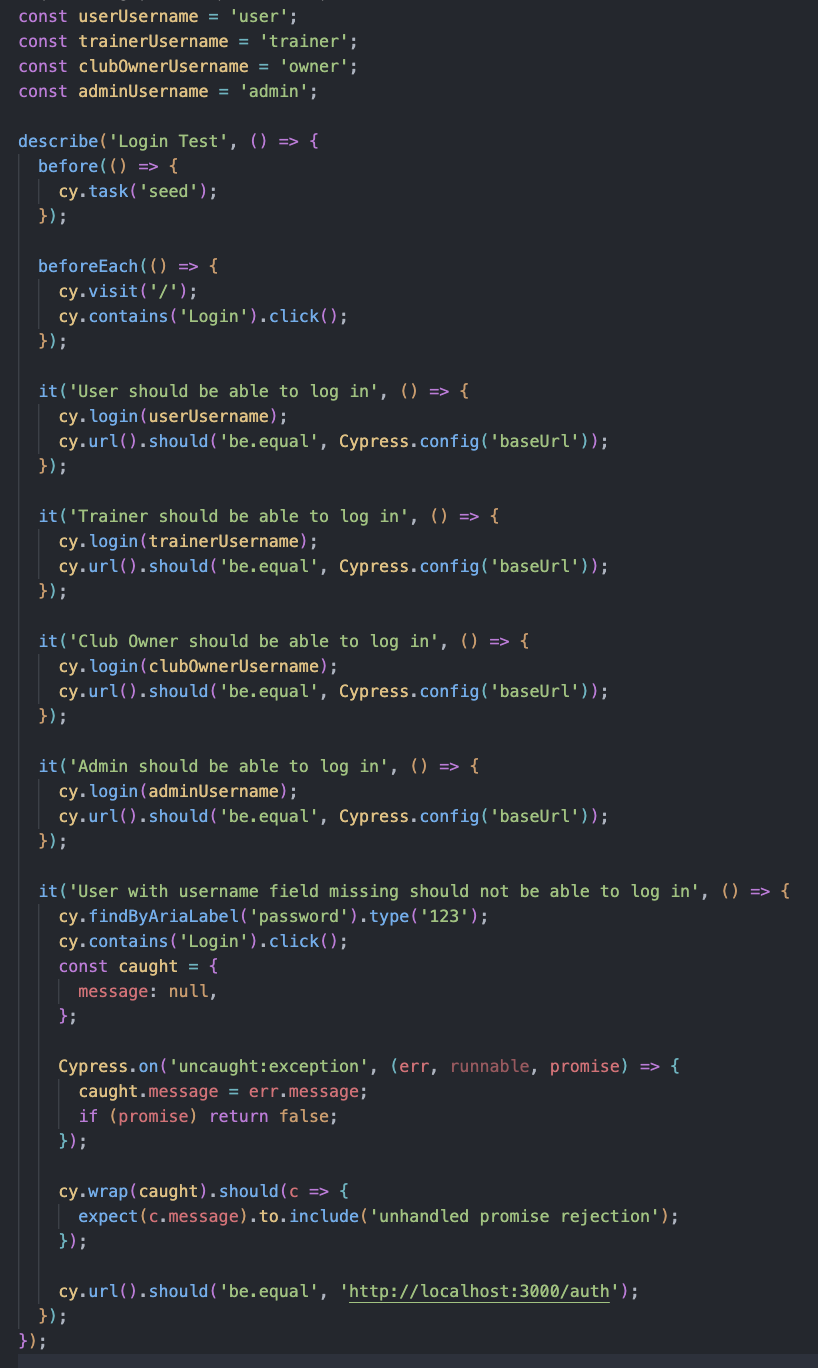 const userUsername = 'user';
const trainerUsername = 'trainer';
const clubOwnerUsername = 'owner';
const adminUsername = 'admin';

describe('Login Test', () => {
  before(() => {
    cy.task('seed');
  });

  beforeEach(() => {
    cy.visit('/');
    cy.contains('Login').click();
  });

  it('User should be able to log in', () => {
    cy.login(userUsername);
    cy.url().should('be.equal', Cypress.config('baseUrl'));
  });

  it('Trainer should be able to log in', () => {
    cy.login(trainerUsername);
    cy.url().should('be.equal', Cypress.config('baseUrl'));
  });

  it('Club Owner should be able to log in', () => {
    cy.login(clubOwnerUsername);
    cy.url().should('be.equal', Cypress.config('baseUrl'));
  });

  it('Admin should be able to log in', () => {
    cy.login(adminUsername);
    cy.url().should('be.equal', Cypress.config('baseUrl'));
  });

  it('User with username field missing should not be able to log in', () => {
    cy.findByAriaLabel('password').type('123');
    cy.contains('Login').click();
    const caught = {
      message: null,
    };

    Cypress.on('uncaught:exception', (err, runnable, promise) => {
      caught.message = err.message;
      if (promise) return false;
    });

    cy.wrap(caught).should(c => {
      expect(c.message).to.include('unhandled promise rejection');
    });

    cy.url().should('be.equal', 'http://localhost:3000/auth');
  });
});